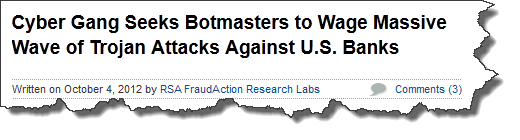 Cyber Gang Seeks Botmasters to Wage Massive
Wave of Trojan Attacks Against U.S. Banks
Written on October 4, 2012 by RSA FraudAction Research Labs Comments (3)